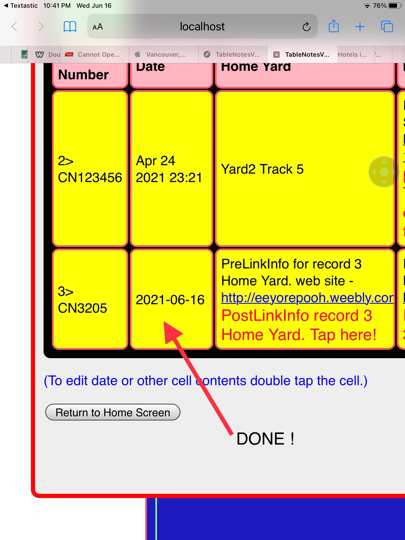 Textastic 10:41 PM Wed Jun 16 76%
AA localhost
Dou Cannot Ope... Vancouver,... TableNotesV... TableNotesV... Hotels i...
Number Date Home Yard
2>
CN123456
Apr 24
2021 23:21
Yard2 Track 5
3>
CN3205
2021-06-16
PreLinkInfo for record 3
Home Yard. web site -
http://eeyorepooh.weebly.cor
PostLinkInfo record 3
Home Yard. Tap here!
(To edit date or other cell contents double tap the cell.)
Return to Home Screen
DONE !